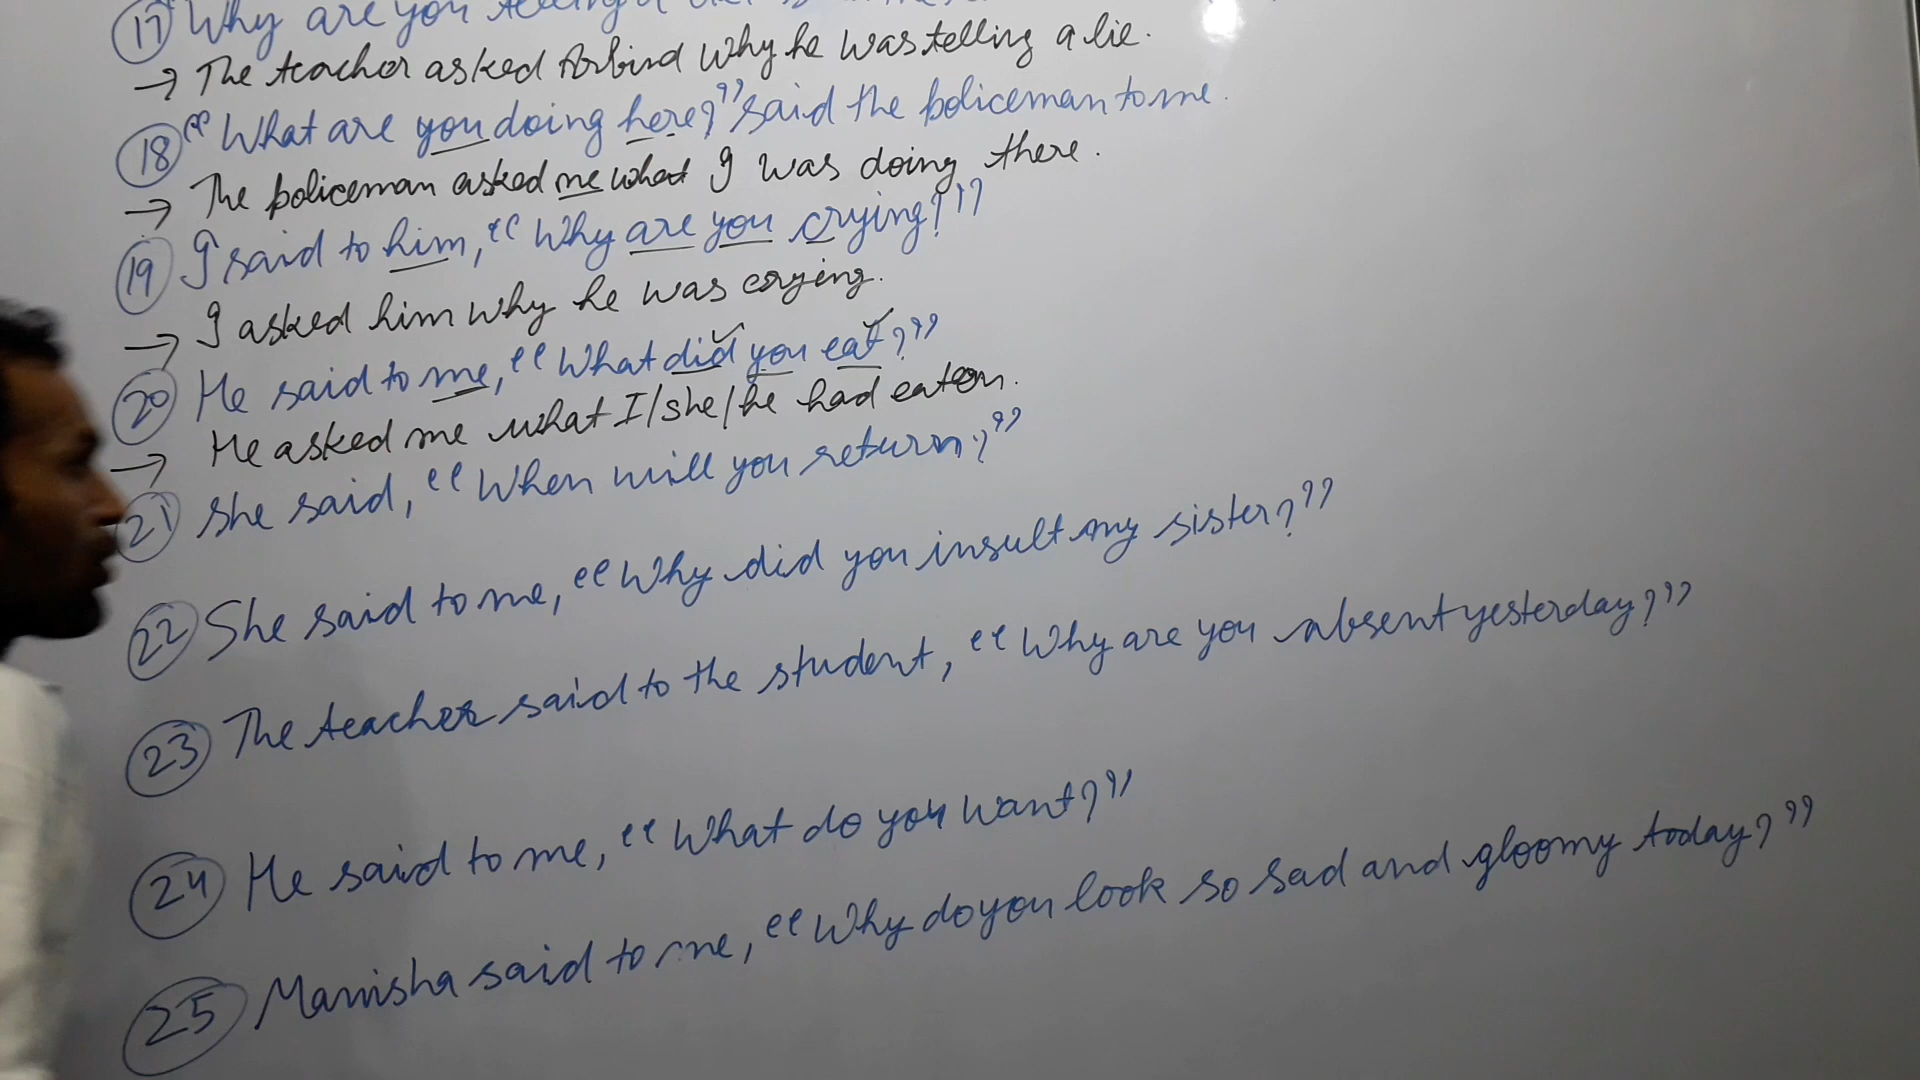 (17) Why are you telling a lie
→ The teacher asked Arbind why he was telling a lie.
(18) "What are you doing here?" said the policeman to me.
→ The policeman asked me what I was doing there.
(19) I said to him, "Why are you crying?"
→ I asked him why he was crying.
(20) He said to me, "What did you eat?"
→ He asked me what I/she/he had eaten.
(21) she said, "When will you return?"
(22) She said to me, "Why did you insult my sister?"
(23) The teacher said to the student, "Why are you absent yesterday?"
(24) He said to me, "What do you want?"
(25) Manisha said to me, "Why do you look so sad and gloomy today?"